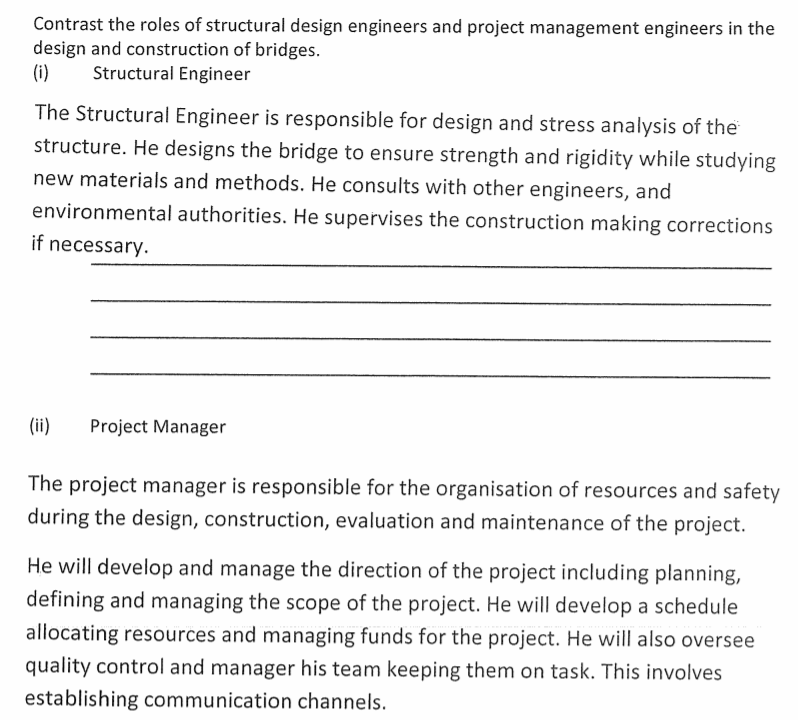 Contrast the roles of structural design engineers and project management engineers in the
design and construction of bridges.
(i) Structural Engineer
The Structural Engineer is responsible for design and stress analysis of the
structure. He designs the bridge to ensure strength and rigidity while studying
new materials and methods. He consults with other engineers, and
environmental authorities. He supervises the construction making corrections
if necessary.
(ii) Project Manager
The project manager is responsible for the organisation of resources and safety
during the design, construction, evaluation and maintenance of the project.
He will develop and manage the direction of the project including planning,
defining and managing the scope of the project. He will develop a schedule
allocating resources and managing funds for the project. He will also oversee
quality control and manager his team keeping them on task. This involves
establishing communication channels.